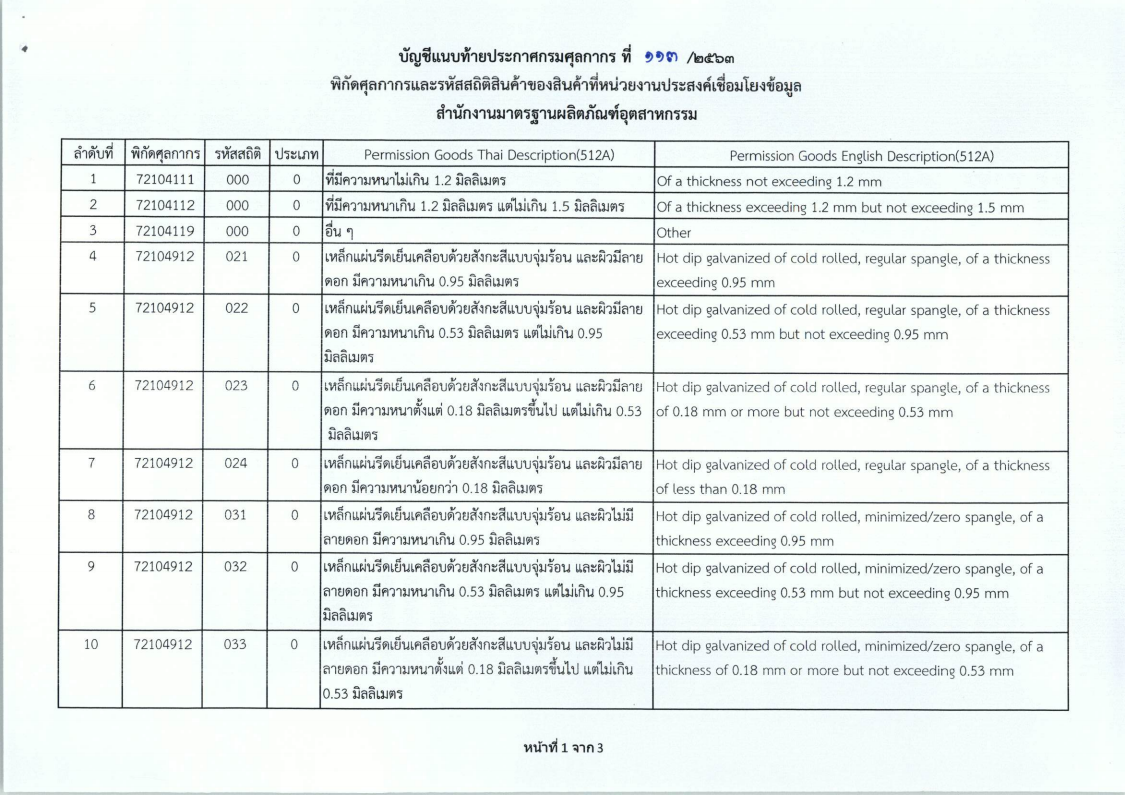 บัญชีแนบท้ายประกาศกรมศุลกากร ที่ ๑๑๓ /๒๕๖๓
พิกัดศุลกากรและรหัสสถิติสินค้าของสินค้าที่หน่วยงานประสงค์เชื่อมโยงข้อมูล
สำนักงานมาตรฐานผลิตภัณฑ์อุตสาหกรรม
ลำดับที่ พิกัดศุลกากร รหัสสถิติ ประเภท Permission Goods Thai Description(512A) Permission Goods English Description(512A)
1 72104111 000 0 ที่มีความหนาไม่เกิน 1.2 มิลลิเมตร Of a thickness not exceeding 1.2 mm
2 72104112 000 0 ที่มีความหนาเกิน 1.2 มิลลิเมตร แต่ไม่เกิน 1.5 มิลลิเมตร Of a thickness exceeding 1.2 mm but not exceeding 1.5 mm
3 72104119 000 0 อื่น ๆ Other
4 72104912 021 0 เหล็กแผ่นรีดเย็นเคลือบด้วยสังกะสีแบบจุ่มร้อน และผิวมีลาย Hot dip galvanized of cold rolled, regular spangle, of a thickness
ดอก มีความหนาเกิน 0.95 มิลลิเมตร exceeding 0.95 mm
5 72104912 022 0 เหล็กแผ่นรีดเย็นเคลือบด้วยสังกะสีแบบจุ่มร้อน และผิวมีลาย Hot dip galvanized of cold rolled, regular spangle, of a thickness
ดอก มีความหนาเกิน 0.53 มิลลิเมตร แต่ไม่เกิน 0.95 exceeding 0.53 mm but not exceeding 0.95 mm
มิลลิเมตร
6 72104912 023 0 เหล็กแผ่นรีดเย็นเคลือบด้วยสังกะสีแบบจุ่มร้อน และผิวมีลาย Hot dip galvanized of cold rolled, regular spangle, of a thickness
ดอก มีความหนาตั้งแต่ 0.18 มิลลิเมตรขึ้นไป แต่ไม่เกิน 0.53 of 0.18 mm or more but not exceeding 0.53 mm
มิลลิเมตร
7 72104912 024 0 เหล็กแผ่นรีดเย็นเคลือบด้วยสังกะสีแบบจุ่มร้อน และผิวมีลาย Hot dip galvanized of cold rolled, regular spangle, of a thickness
ดอก มีความหนาน้อยกว่า 0.18 มิลลิเมตร of less than 0.18 mm
8 72104912 031 0 เหล็กแผ่นรีดเย็นเคลือบด้วยสังกะสีแบบจุ่มร้อน และผิวไม่มี Hot dip galvanized of cold rolled, minimized/zero spangle, of a
ลายดอก มีความหนาเกิน 0.95 มิลลิเมตร thickness exceeding 0.95 mm
9 72104912 032 0 เหล็กแผ่นรีดเย็นเคลือบด้วยสังกะสีแบบจุ่มร้อน และผิวไม่มี Hot dip galvanized of cold rolled, minimized/zero spangle, of a
ลายดอก มีความหนาเกิน 0.53 มิลลิเมตร แต่ไม่เกิน 0.95 thickness exceeding 0.53 mm but not exceeding 0.95 mm
มิลลิเมตร
10 72104912 033 0 เหล็กแผ่นรีดเย็นเคลือบด้วยสังกะสีแบบจุ่มร้อน และผิวไม่มี Hot dip galvanized of cold rolled, minimized/zero spangle, of a
ลายดอก มีความหนาตั้งแต่ 0.18 มิลลิเมตรขึ้นไป แต่ไม่เกิน thickness of 0.18 mm or more but not exceeding 0.53 mm
0.53 มิลลิเมตร
หน้าที่ 1 จาก 3